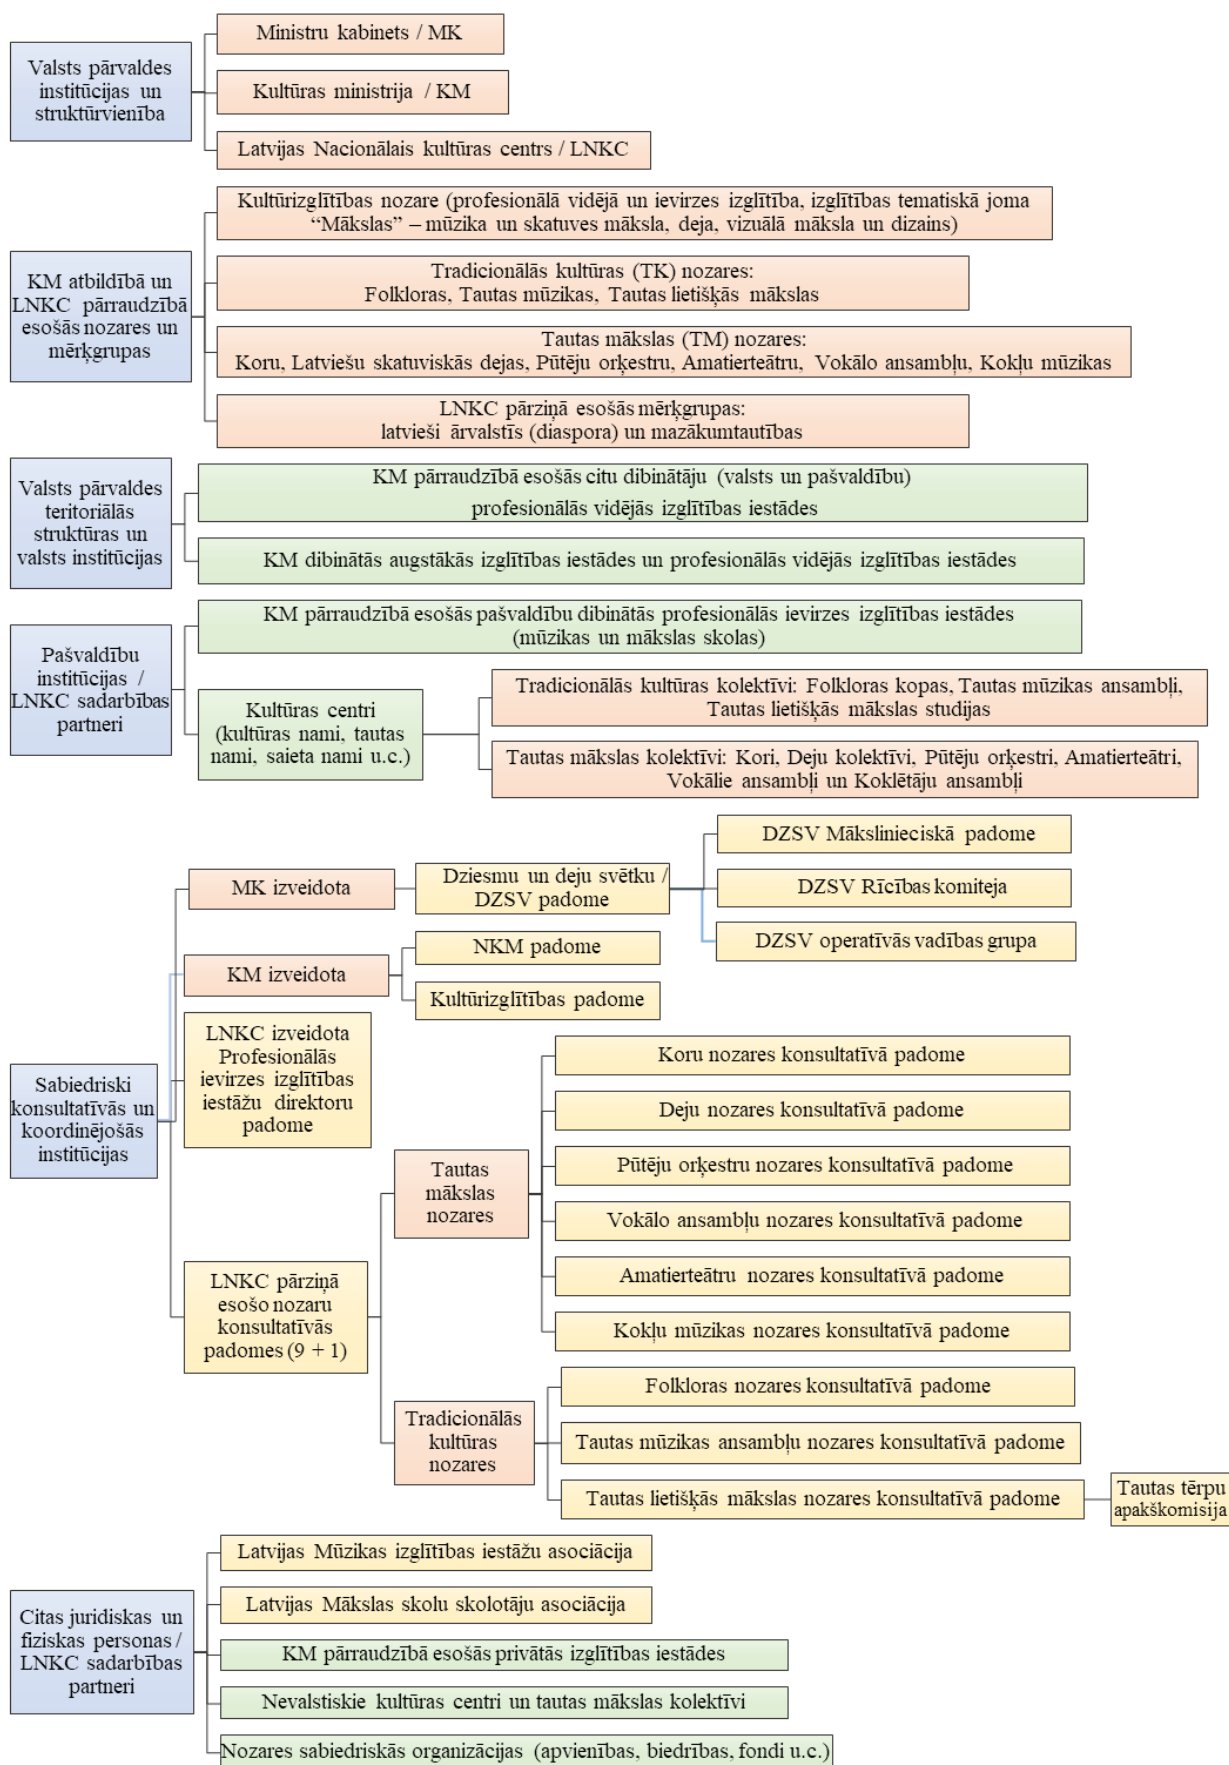 Valsts pārvaldes
institūcijas un
struktūrvienība
Ministru kabinets / MK
Kultūras ministrija / KM
Latvijas Nacionālais kultūras centrs / LNKC
KM atbildībā un
LNKC pārraudzībā
esošās nozares un
mērķgrupas
Kultūrizglītības nozare (profesionālā vidējā un ievirzes izglītība, izglītības tematiskā joma
“Mākslas” – mūzika un skatuves māksla, deja, vizuālā māksla un dizains)
Tradicionālās kultūras (TK) nozares:
Folkloras, Tautas mūzikas, Tautas lietišķās mākslas
Tautas mākslas (TM) nozares:
Koru, Latviešu skatuviskās dejas, Pūtēju orķestru, Amatierteātru, Vokālo ansambļu, Kokļu mūzikas
LNKC pārziņā esošās mērķgrupas:
latvieši ārvalstīs (diaspora) un mazākumtautības
Valsts pārvaldes
teritoriālās
struktūras un
valsts institūcijas
KM pārraudzībā esošās citu dibinātāju (valsts un pašvaldību)
profesionālās vidējās izglītības iestādes
KM dibinātās augstākās izglītības iestādes un profesionālās vidējās izglītības iestādes
Pašvaldību
institūcijas /
LNKC sadarbības
partneri
KM pārraudzībā esošās pašvaldību dibinātās profesionālās ievirzes izglītības iestādes
(mūzikas un mākslas skolas)
Kultūras centri
(kultūras nami, tautas
nami, saieta nami u.c.)
Tradicionālās kultūras kolektīvi: Folkloras kopas, Tautas mūzikas ansambļi,
Tautas lietišķās mākslas studijas
Tautas mākslas kolektīvi: Kori, Deju kolektīvi, Pūtēju orķestri, Amatierteātri,
Vokālie ansambļi un Koklētāju ansambļi
Sabiedriski
konsultatīvās un
koordinējošās
institūcijas
MK izveidota
Dziesmu un deju svētku /
DZSV padome
DZSV Mākslinieciskā padome
DZSV Rīcības komiteja
DZSV operatīvās vadības grupa
KM izveidota
NKM padome
Kultūrizglītības padome
LNKC izveidota
Profesionālās
ievirzes izglītības
iestāžu direktoru
padome
LNKC pārziņā
esošo nozaru
konsultatīvās
padomes (9 + 1)
Tautas
mākslas
nozares
Koru nozares konsultatīvā padome
Deju nozares konsultatīvā padome
Pūtēju orķestru nozares konsultatīvā padome
Vokālo ansambļu nozares konsultatīvā padome
Amatierteātru nozares konsultatīvā padome
Kokļu mūzikas nozares konsultatīvā padome
Tradicionālās
kultūras
nozares
Folkloras nozares konsultatīvā padome
Tautas mūzikas ansambļu nozares konsultatīvā padome
Tautas lietišķās mākslas nozares konsultatīvā padome
Tautas tērpu
apakškomisija
Citas juridiskas un
fiziskas personas /
LNKC sadarbības
partneri
Latvijas Mūzikas izglītības iestāžu asociācija
Latvijas Mākslas skolu skolotāju asociācija
KM pārraudzībā esošās privātās izglītības iestādes
Nevalstiskie kultūras centri un tautas mākslas kolektīvi
Nozares sabiedriskās organizācijas (apvienības, biedrības, fondi u.c.)